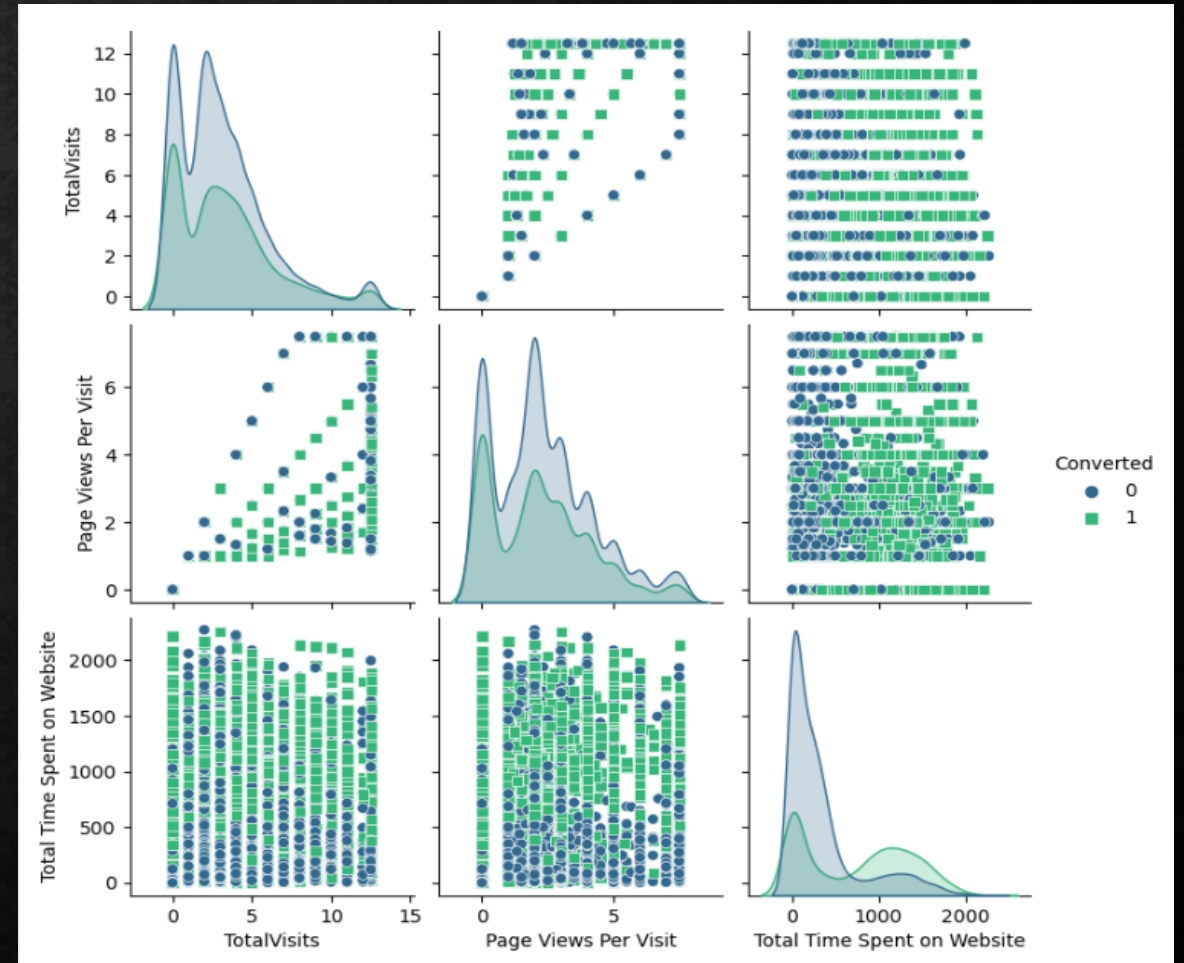 TotalVisits
12
10
8
6
4
2
0
Page Views Per Visit
6
4
2
0
Converted
0
1
Total Time Spent on Website
2000
1500
1000
500
0
0 5 10 15
TotalVisits
0 5
Page Views Per Visit
0 1000 2000
Total Time Spent on Website